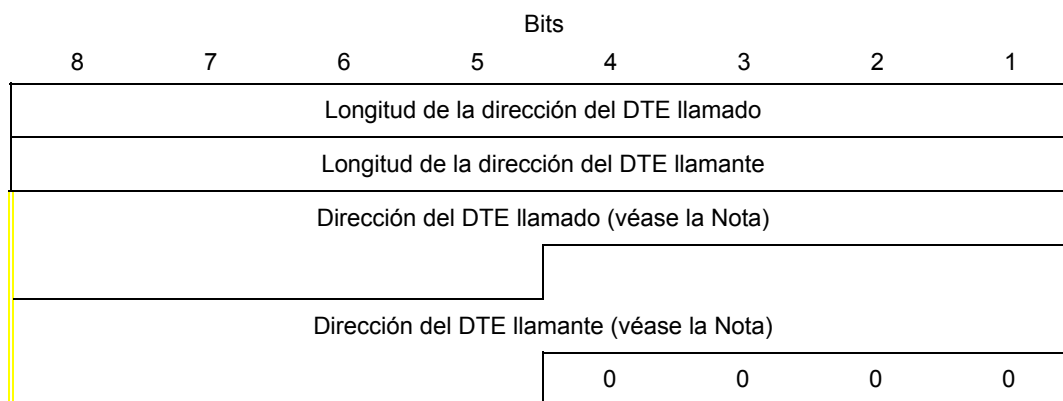 Bits
8 7 6 5 4 3 2 1
Longitud de la dirección del DTE llamado
Longitud de la dirección del DTE llamante
Dirección del DTE llamado (véase la Nota)
Dirección del DTE llamante (véase la Nota)
0 0 0 0